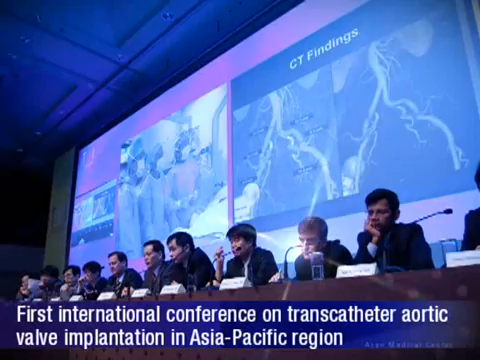 CT Findings
First international conference on transcatheter aortic
valve implantation in Asia-Pacific region
Asan Medical Center